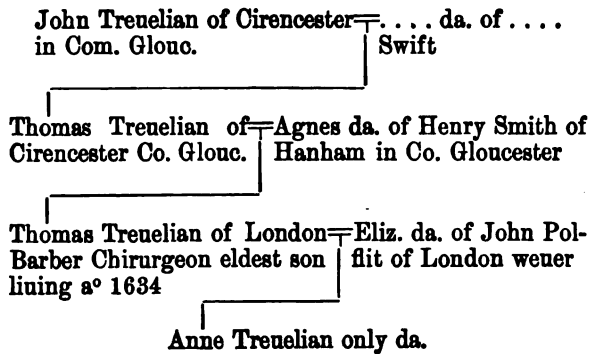 John Treuelian of Cirencester=. . . . da. of . . . .
in Com. Glouc. Swift
Thomas Treuelian of=Agnes da. of Henry Smith of
Cirencester Co. Glouc. Hanham in Co. Gloucester
Thomas Treuelian of London=Eliz. da. of John Pol-
Barber Chirurgeon eldest son flit of London weuer
liuing aº 1634
Anne Treuelian only da.